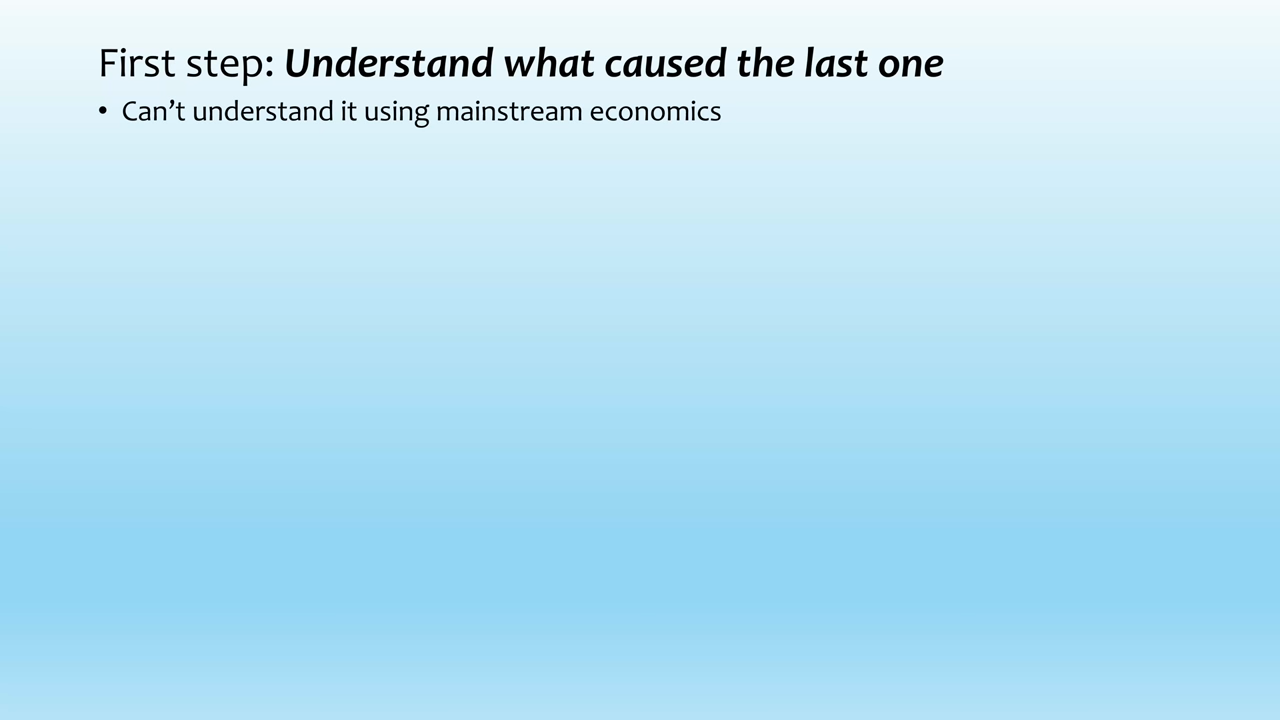 First step: Understand what caused the last one
• Can’t understand it using mainstream economics